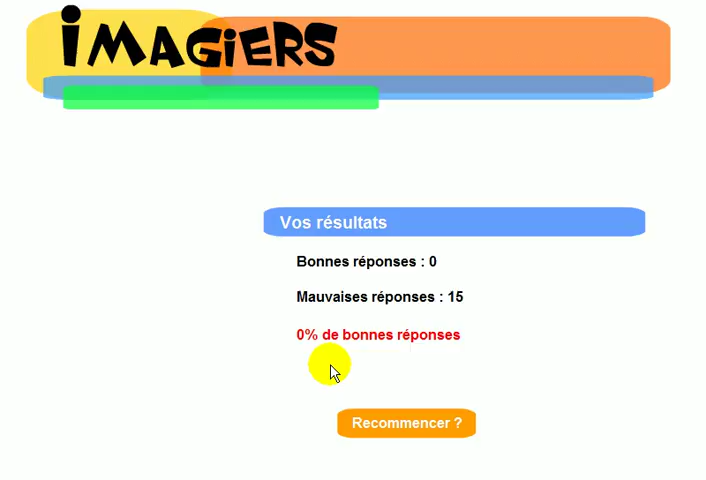 iMAGiERS
Vos résultats
Bonnes réponses : 0
Mauvaises réponses : 15
0% de bonnes réponses
Recommencer ?